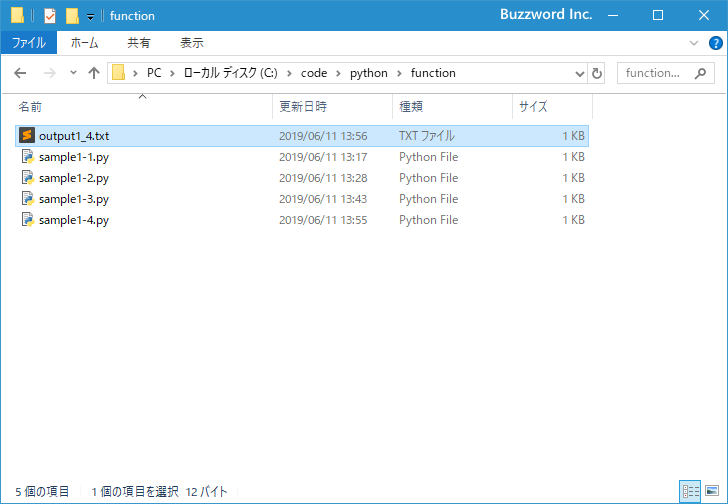 function Buzzword Inc.
ファイル ホーム 共有 表示
PC ローカル ディスク (C:) code python function function...
名前 更新日時 種類 サイズ
output1_4.txt 2019/06/11 13:56 TXT ファイル 1 KB
sample1-1.py 2019/06/11 13:17 Python File 1 KB
sample1-2.py 2019/06/11 13:28 Python File 1 KB
sample1-3.py 2019/06/11 13:43 Python File 1 KB
sample1-4.py 2019/06/11 13:55 Python File 1 KB
5 個の項目 1 個の項目を選択 12 バイト